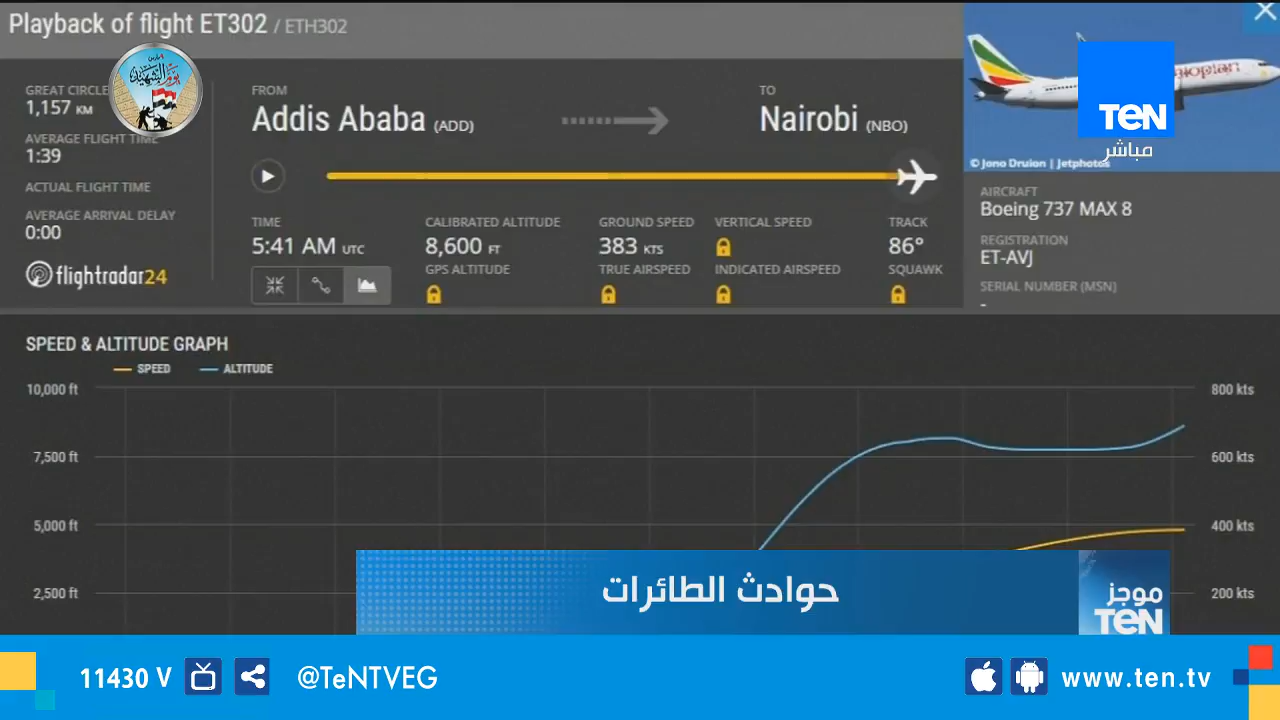 Playback of flight ET302 / ETH302
GREAT CIRCLE
1,157 KM
AVERAGE FLIGHT TIME
1:39
ACTUAL FLIGHT TIME
AVERAGE ARRIVAL DELAY
0:00
flightradar24
يوم الشهيد
FROM
Addis Ababa (ADD)
TO
Nairobi (NBO)
TIME
5:41 AM UTC
CALIBRATED ALTITUDE
8,600 FT
GPS ALTITUDE
GROUND SPEED
383 KTS
TRUE AIRSPEED
VERTICAL SPEED
INDICATED AIRSPEED
TRACK
86°
SQUAWK
TEN
مباشر
© Jono Druion | Jetphotos
AIRCRAFT
Boeing 737 MAX 8
REGISTRATION
ET-AVJ
SERIAL NUMBER (MSN)
-
SPEED & ALTITUDE GRAPH
SPEED ALTITUDE
10,000 ft 800 kts
7,500 ft 600 kts
5,000 ft 400 kts
2,500 ft 200 kts
حوادث الطائرات
موجز
TEN
11430 V @TeNTVEG www.ten.tv